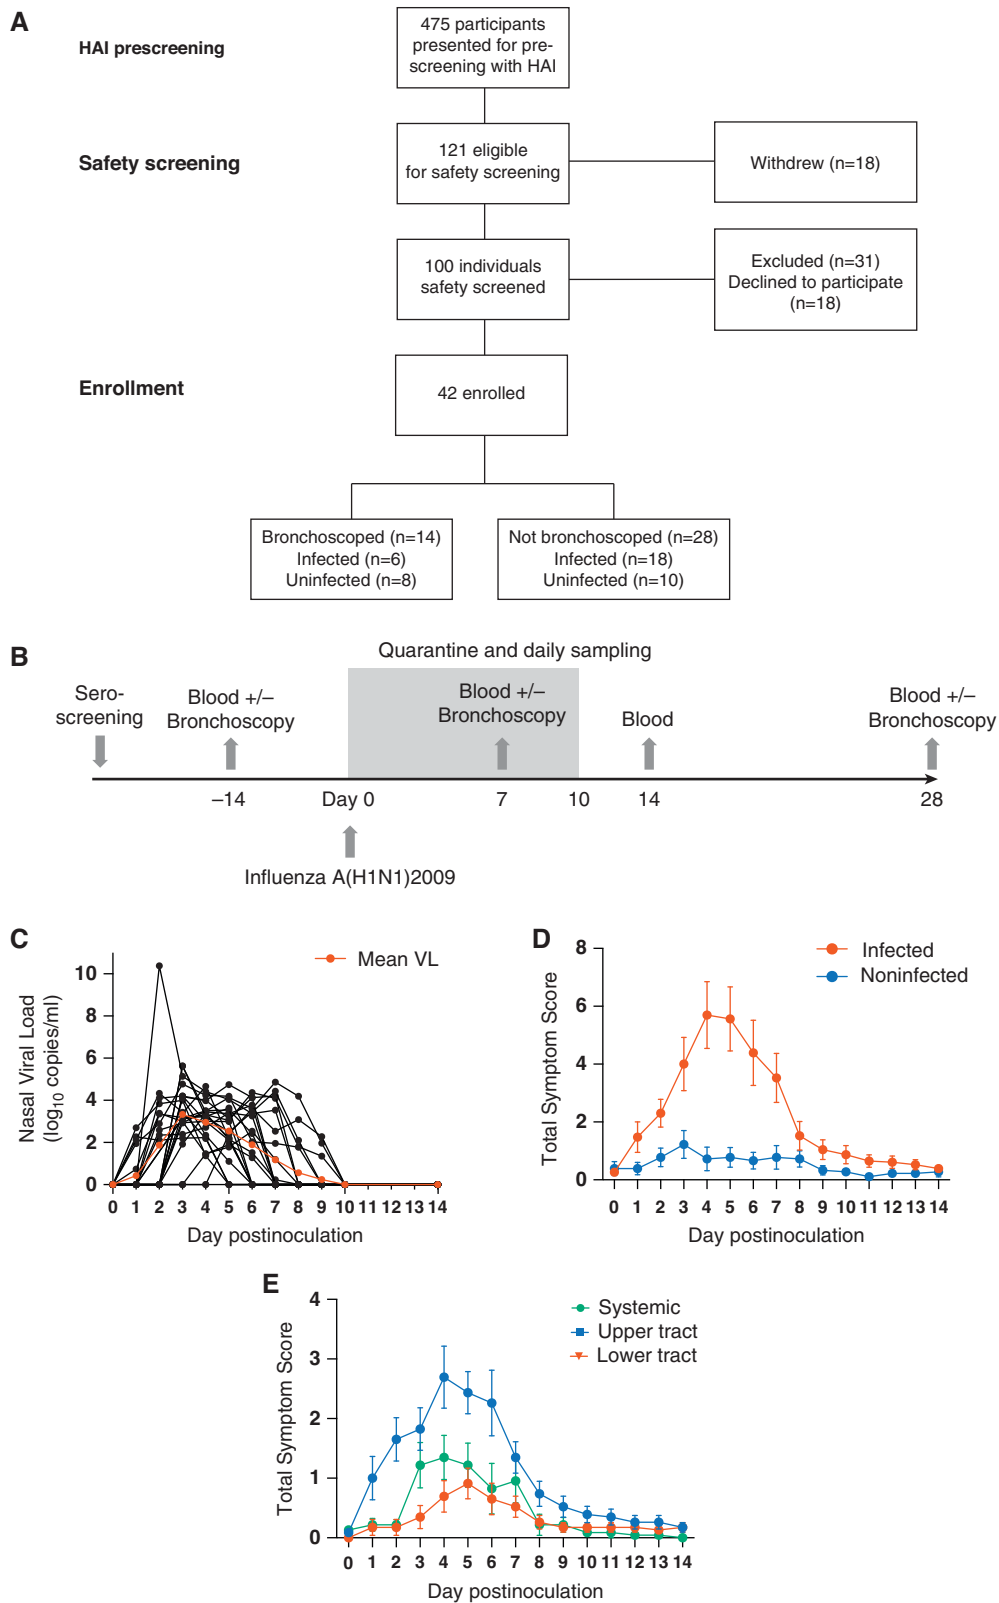 A
HAI prescreening
475 participants
presented for pre-
screening with HAI
Safety screening
121 eligible
for safety screening
Withdrew (n=18)
100 individuals
safety screened
Excluded (n=31)
Declined to participate
(n=18)
Enrollment
42 enrolled
Bronchoscoped (n=14)
Infected (n=6)
Uninfected (n=8)
Not bronchoscoped (n=28)
Infected (n=18)
Uninfected (n=10)
B
Quarantine and daily sampling
Sero-
screening
Blood +/–
Bronchoscopy
Blood +/–
Bronchoscopy
Blood
Blood +/–
Bronchoscopy
–14
Day 0
7
10
14
28
Influenza A(H1N1)2009
C
Mean VL
Nasal Viral Load
(log10 copies/ml)
10
8
6
4
2
0
0 1 2 3 4 5 6 7 8 9 10 11 12 13 14
Day postinoculation
D
Infected
Noninfected
Total Symptom Score
8
6
4
2
0
0 1 2 3 4 5 6 7 8 9 10 11 12 13 14
Day postinoculation
E
Systemic
Upper tract
Lower tract
Total Symptom Score
4
3
2
1
0
0 1 2 3 4 5 6 7 8 9 10 11 12 13 14
Day postinoculation